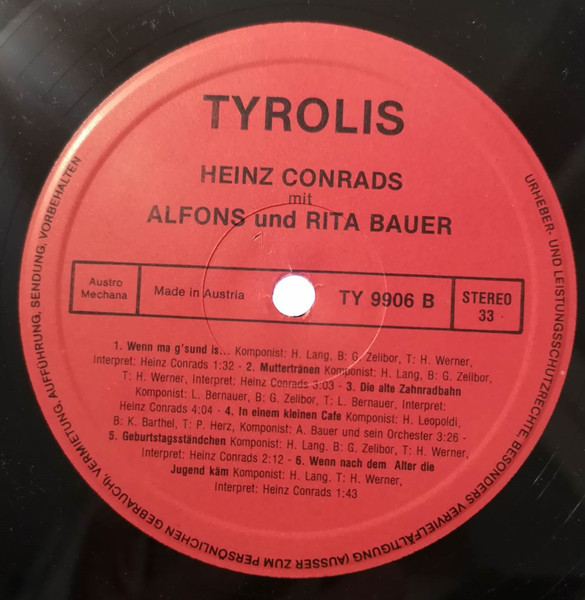 TYROLIS
HEINZ CONRADS
mit
ALFONS und RITA BAUER
Austro
Mechana
Made in Austria
TY 9906 B
STEREO
33
1. Wenn ma g'sund is... Komponist: H. Lang, B: G. Zelibor, T: H. Werner,
Interpret: Heinz Conrads 1:32 - 2. Muttertränen Komponist: H. Lang, B: G. Zelibor,
T: H. Werner, Interpret: Heinz Conrads 3:03 - 3. Die alte Zahnradbahn
Komponist: L. Bernauer, B: G. Zelibor, T: L. Bernauer, Interpret:
Heinz Conrads 4:04 - 4. In einem kleinen Cafe Komponist: H. Leopoldi,
B: K. Barthel, T: P. Herz, Komponist: A. Bauer und sein Orchester 3:26 -
5. Geburtstagsständchen Komponist: H. Lang. B: G. Zelibor, T: H. Werner,
Interpret: Heinz Conrads 2:12 - 6. Wenn nach dem Alter die
Jugend käm Komponist: H. Lang. T: H. Werner,
Interpret: Heinz Conrads 1:43
URHEBER- UND LEISTUNGSSCHUTZRECHTE, BESONDERS VERVIELFÄLTIGUNG (AUSSER ZUM PERSÖNLICHEN GEBRAUCH), VERMIETUNG, AUFFÜHRUNG, SENDUNG, VORBEHALTEN